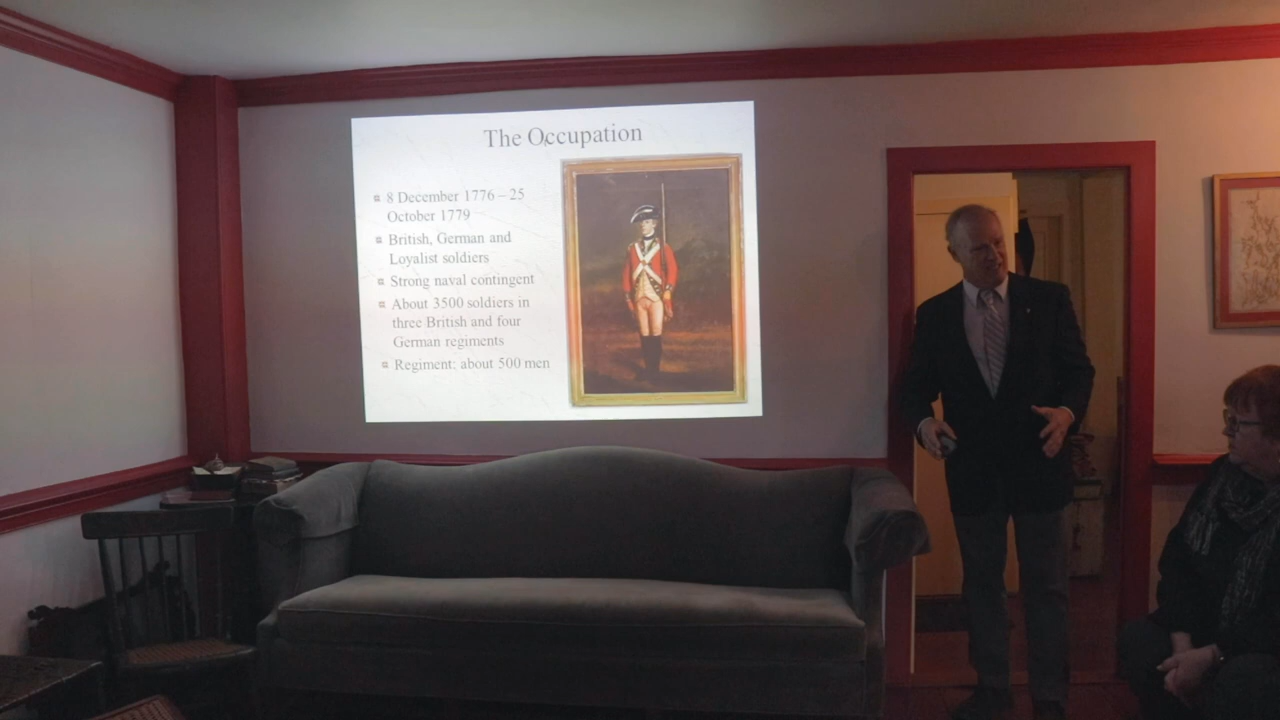 The Occupation
8 December 1776 – 25
October 1779
British, German and
Loyalist soldiers
Strong naval contingent
About 3500 soldiers in
three British and four
German regiments
Regiment: about 500 men